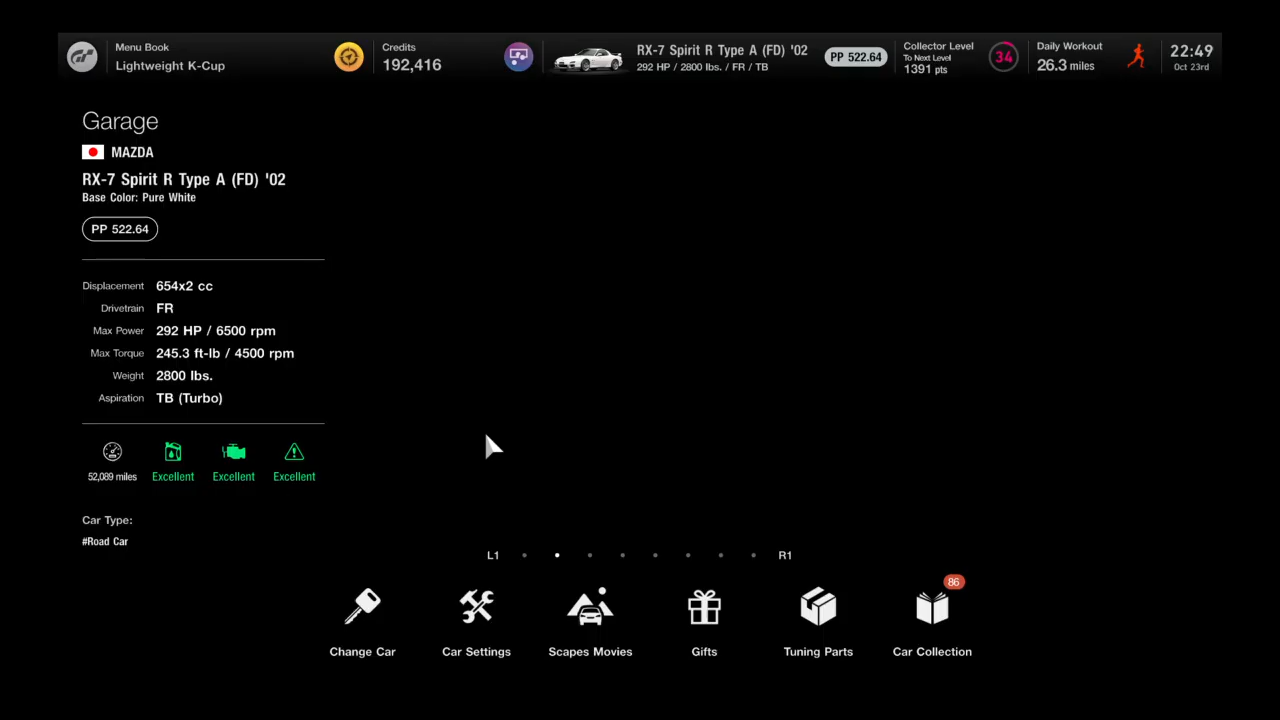 Menu Book
Lightweight K-Cup
Credits
192,416
RX-7 Spirit R Type A (FD) '02
292 HP / 2800 lbs. / FR / TB
PP 522.64
Collector Level
To Next Level
1391 pts
34
Daily Workout
26.3 miles
22:49
Oct 23rd
Garage
MAZDA
RX-7 Spirit R Type A (FD) '02
Base Color: Pure White
PP 522.64
Displacement 654x2 cc
Drivetrain FR
Max Power 292 HP / 6500 rpm
Max Torque 245.3 ft-lb / 4500 rpm
Weight 2800 lbs.
Aspiration TB (Turbo)
52,089 miles Excellent Excellent Excellent
Car Type:
#Road Car
L1 R1
86
Change Car Car Settings Scapes Movies Gifts Tuning Parts Car Collection